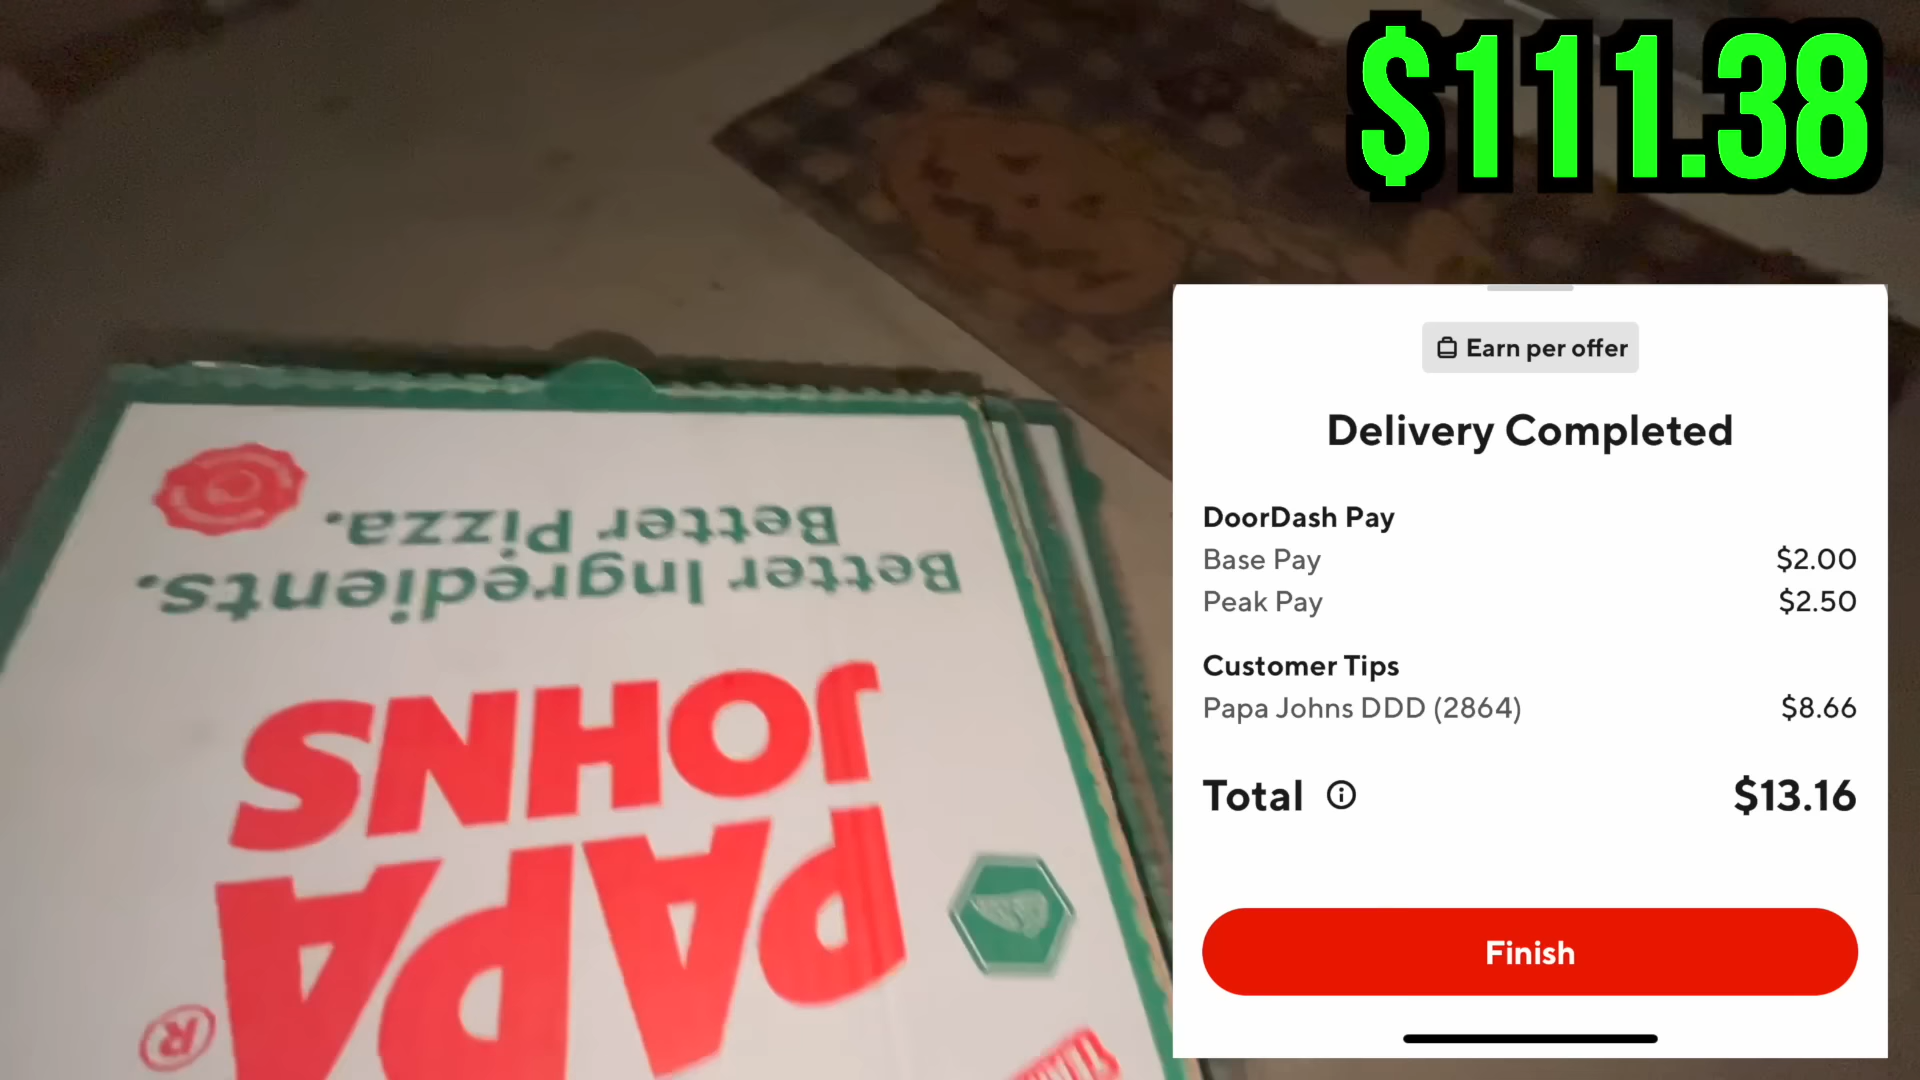 $111.38
Earn per offer
Delivery Completed
DoorDash Pay
Base Pay $2.00
Peak Pay $2.50
Customer Tips
Papa Johns DDD (2864) $8.66
Total $13.16
Finish
Better Pizza.
Better Ingredients.
JOHNS
PAPA
®